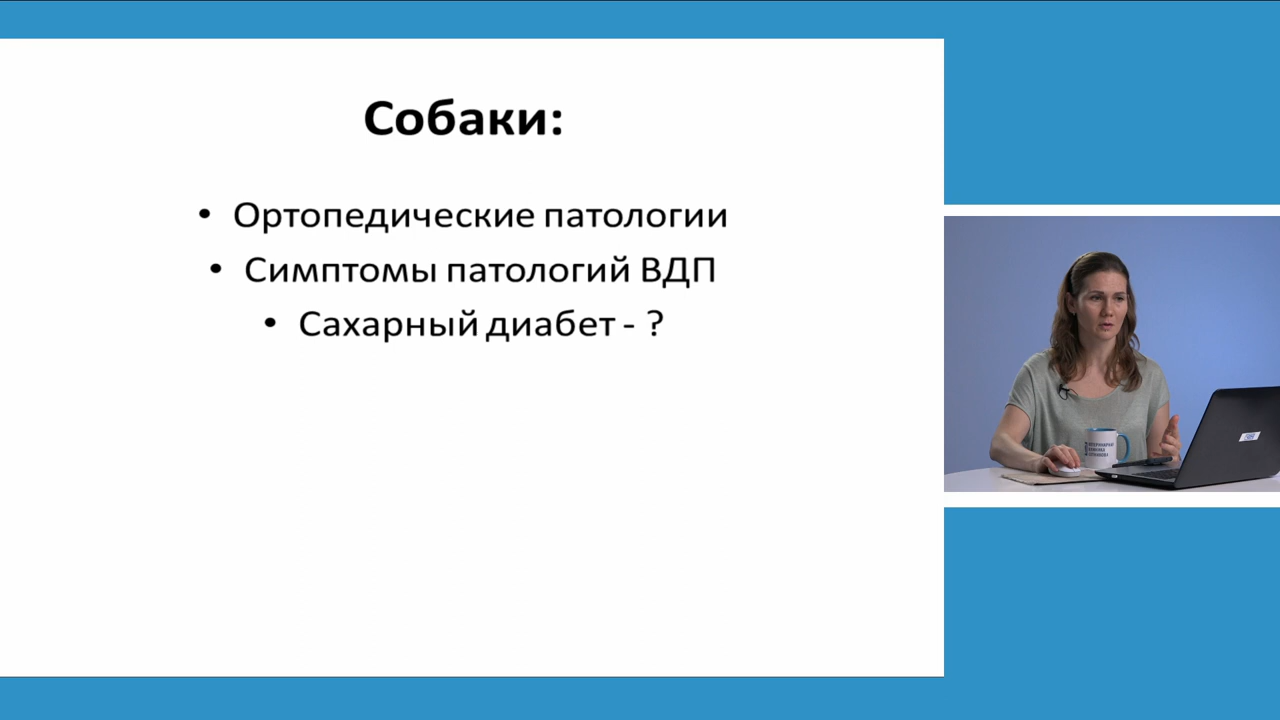 Собаки:
• Ортопедические патологии
• Симптомы патологий ВДП
• Сахарный диабет - ?